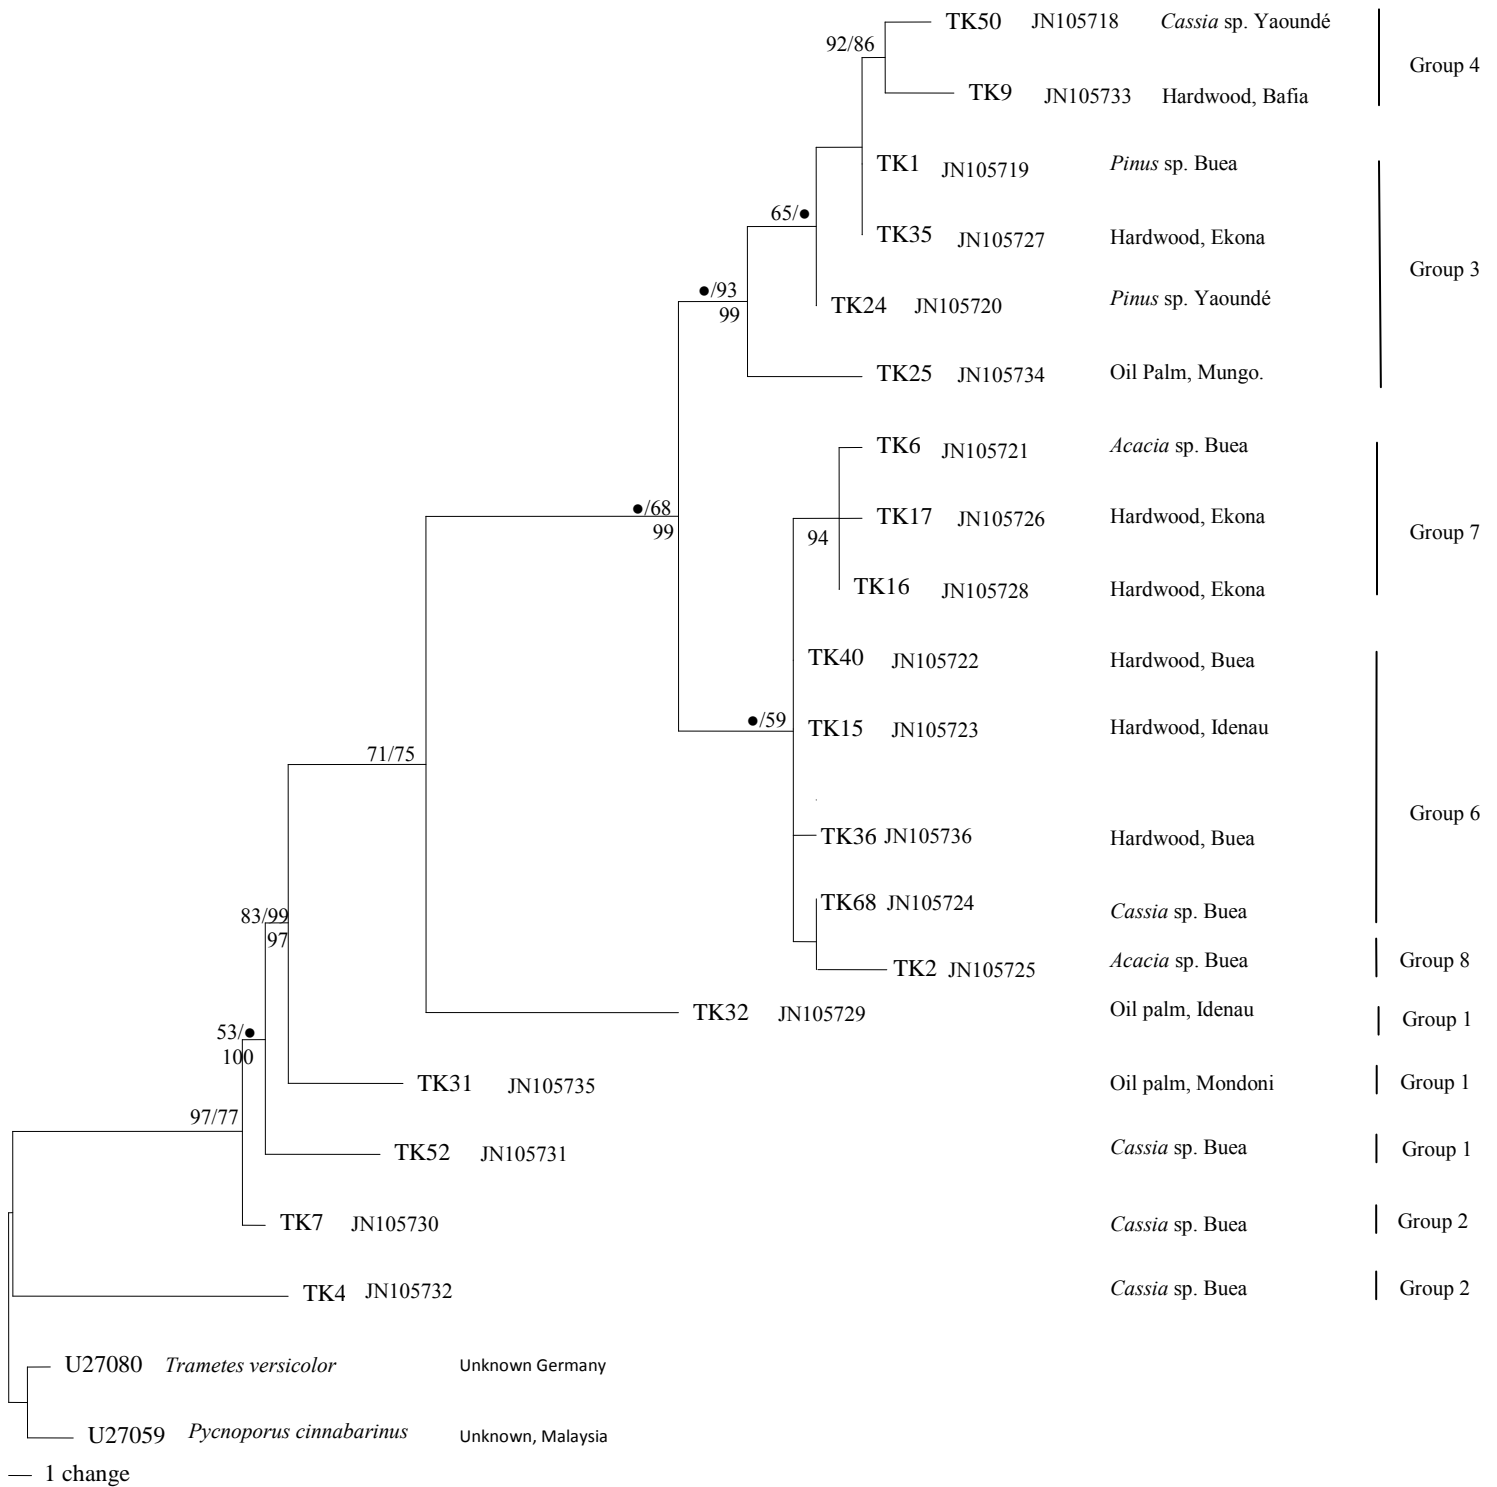 TK50 JN105718 Cassia sp. Yaoundé
92/86
Group 4
TK9 JN105733 Hardwood, Bafia
TK1 JN105719 Pinus sp. Buea
65/●
TK35 JN105727 Hardwood, Ekona
Group 3
●/93
99
TK24 JN105720 Pinus sp. Yaoundé
TK25 JN105734 Oil Palm, Mungo.
TK6 JN105721 Acacia sp. Buea
●/68
99
TK17 JN105726 Hardwood, Ekona
94
Group 7
TK16 JN105728 Hardwood, Ekona
TK40 JN105722 Hardwood, Buea
●/59
TK15 JN105723 Hardwood, Idenau
71/75
Group 6
TK36 JN105736 Hardwood, Buea
TK68 JN105724 Cassia sp. Buea
83/99
97
TK2 JN105725 Acacia sp. Buea Group 8
TK32 JN105729 Oil palm, Idenau Group 1
53/●
100
TK31 JN105735 Oil palm, Mondoni Group 1
97/77
TK52 JN105731 Cassia sp. Buea Group 1
TK7 JN105730 Cassia sp. Buea Group 2
TK4 JN105732 Cassia sp. Buea Group 2
U27080 Trametes versicolor Unknown Germany
U27059 Pycnoporus cinnabarinus Unknown, Malaysia
1 change